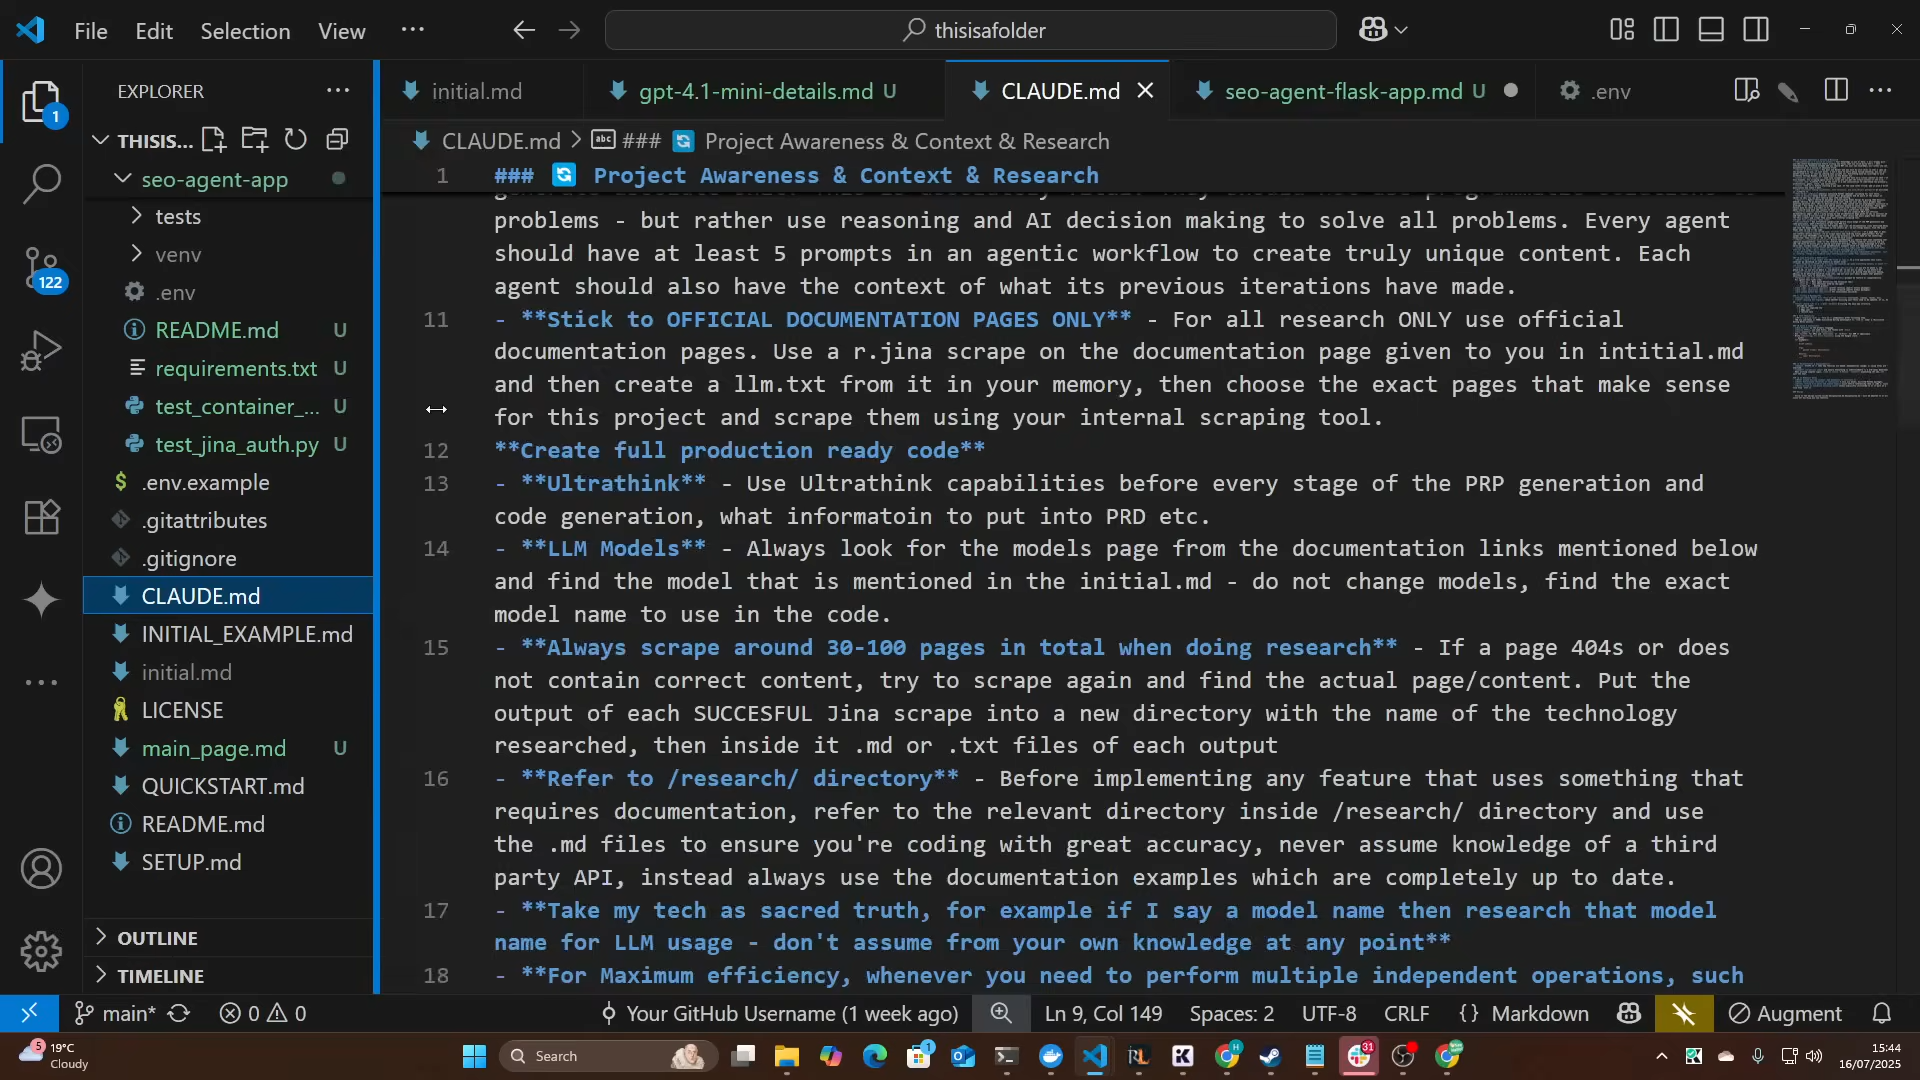 File Edit Selection View ··· thisisafolder
EXPLORER
THISIS...
seo-agent-app
tests
venv
.env
README.md U
requirements.txt U
test_container_... U
test_jina_auth.py U
.env.example
.gitattributes
.gitignore
CLAUDE.md
INITIAL_EXAMPLE.md
initial.md
LICENSE
main_page.md U
QUICKSTART.md
README.md
SETUP.md
OUTLINE
TIMELINE
1
122
initial.md gpt-4.1-mini-details.md U CLAUDE.md seo-agent-flask-app.md U .env
CLAUDE.md > ### Project Awareness & Context & Research
1 ### Project Awareness & Context & Research
problems - but rather use reasoning and AI decision making to solve all problems. Every agent
should have at least 5 prompts in an agentic workflow to create truly unique content. Each
agent should also have the context of what its previous iterations have made.
11 - **Stick to OFFICIAL DOCUMENTATION PAGES ONLY** - For all research ONLY use official
documentation pages. Use a r.jina scrape on the documentation page given to you in intitial.md
and then create a llm.txt from it in your memory, then choose the exact pages that make sense
for this project and scrape them using your internal scraping tool.
12 **Create full production ready code**
13 - **Ultrathink** - Use Ultrathink capabilities before every stage of the PRP generation and
code generation, what informatoin to put into PRD etc.
14 - **LLM Models** - Always look for the models page from the documentation links mentioned below
and find the model that is mentioned in the initial.md - do not change models, find the exact
model name to use in the code.
15 - **Always scrape around 30-100 pages in total when doing research** - If a page 404s or does
not contain correct content, try to scrape again and find the actual page/content. Put the
output of each SUCCESFUL Jina scrape into a new directory with the name of the technology
researched, then inside it .md or .txt files of each output
16 - **Refer to /research/ directory** - Before implementing any feature that uses something that
requires documentation, refer to the relevant directory inside /research/ directory and use
the .md files to ensure you're coding with great accuracy, never assume knowledge of a third
party API, instead always use the documentation examples which are completely up to date.
17 - **Take my tech as sacred truth, for example if I say a model name then research that model
name for LLM usage - don't assume from your own knowledge at any point**
18 - **For Maximum efficiency, whenever you need to perform multiple independent operations, such
main* 0 0 Your GitHub Username (1 week ago) Ln 9, Col 149 Spaces: 2 UTF-8 CRLF {} Markdown Augment
5 19°C
Cloudy
Search
1
31
15:44
16/07/2025